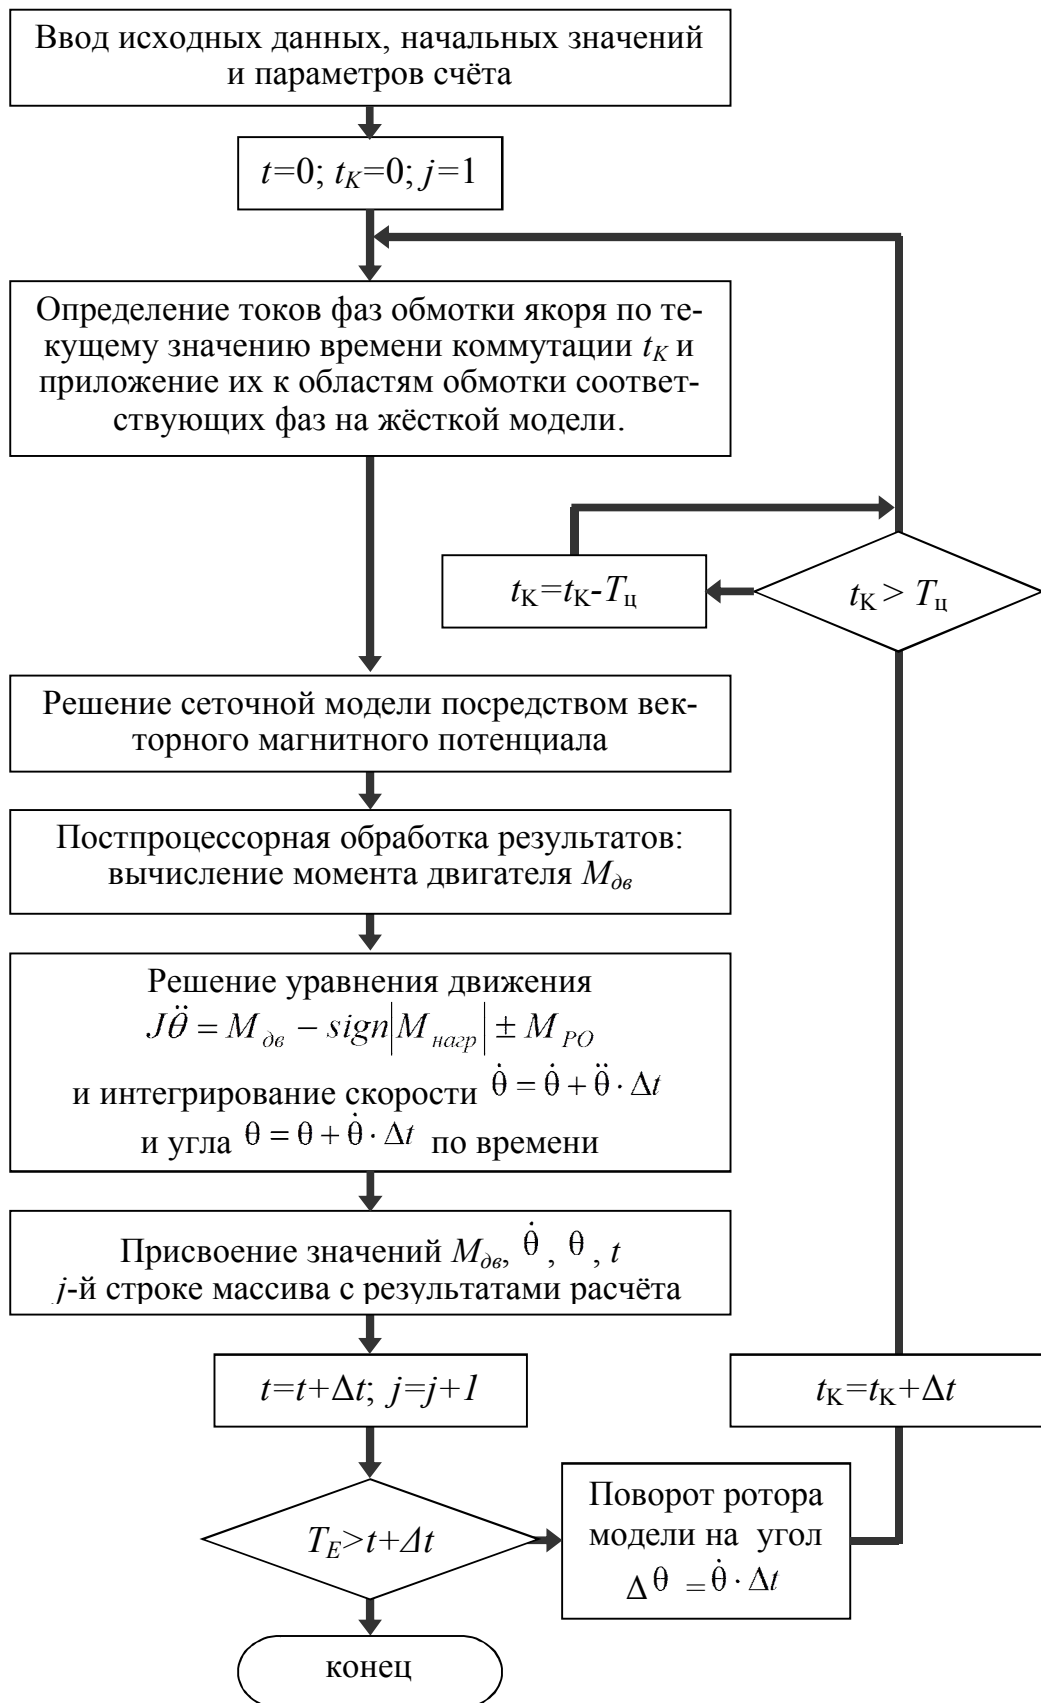 Ввод исходных данных, начальных значений
и параметров счёта
t=0; t_K=0; j=1
Определение токов фаз обмотки якоря по те-
кущему значению времени коммутации t_K и
приложение их к областям обмотки соответ-
ствующих фаз на жёсткой модели.
t_K=t_K-T_ц
t_K > T_ц
Решение сеточной модели посредством век-
торного магнитного потенциала
Постпроцессорная обработка результатов:
вычисление момента двигателя M_дв
Решение уравнения движения
Jθ̈ = M_дв − sign|M_нагр| ± M_РО
и интегрирование скорости θ̇ = θ̇ + θ̈ · Δt
и угла θ = θ + θ̇ · Δt по времени
Присвоение значений M_дв, θ̇, θ, t
j-й строке массива с результатами расчёта
t=t+Δt; j=j+1
t_K=t_K+Δt
T_E>t+Δt
Поворот ротора
модели на угол
Δθ = θ̇ · Δt
конец